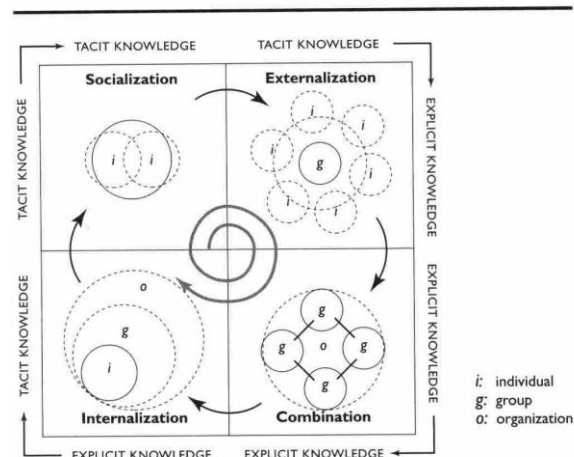 TACIT KNOWLEDGE TACIT KNOWLEDGE
Socialization Externalization
TACIT KNOWLEDGE
EXPLICIT KNOWLEDGE
i i
i
i
i
i
i
i
i
g
TACIT KNOWLEDGE
EXPLICIT KNOWLEDGE
o
g
i
g
g
o
g
g
i: individual
g: group
o: organization
Internalization Combination
EXPLICIT KNOWLEDGE EXPLICIT KNOWLEDGE